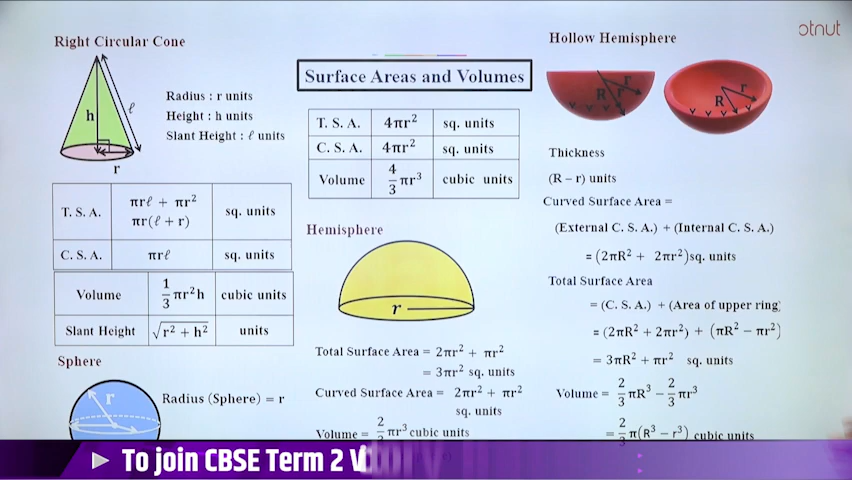 Right Circular Cone
h
ℓ
r
Radius : r units
Height : h units
Slant Height : ℓ units
T. S. A. πrℓ + πr² sq. units
πr(ℓ + r)
C. S. A. πrℓ sq. units
Volume 1/3 πr²h cubic units
Slant Height √r² + h² units
Sphere
r
Radius (Sphere) = r
Surface Areas and Volumes
T. S. A. 4πr² sq. units
C. S. A. 4πr² sq. units
Volume 4/3 πr³ cubic units
Hemisphere
r
Total Surface Area = 2πr² + πr²
= 3πr² sq. units
Curved Surface Area = 2πr² + πr²
sq. units
Volume = 2/3 πr³ cubic units
Hollow Hemisphere
R r r
R r
Thickness
(R – r) units
Curved Surface Area =
(External C. S. A.) + (Internal C. S. A.)
= (2πR² + 2πr²)sq. units
Total Surface Area
= (C. S. A.) + (Area of upper ring)
= (2πR² + 2πr²) + (πR² − πr²)
= 3πR² + πr² sq. units
Volume = 2/3 πR³ − 2/3 πr³
= 2/3 π(R³ − r³) cubic units
To join CBSE Term 2 V